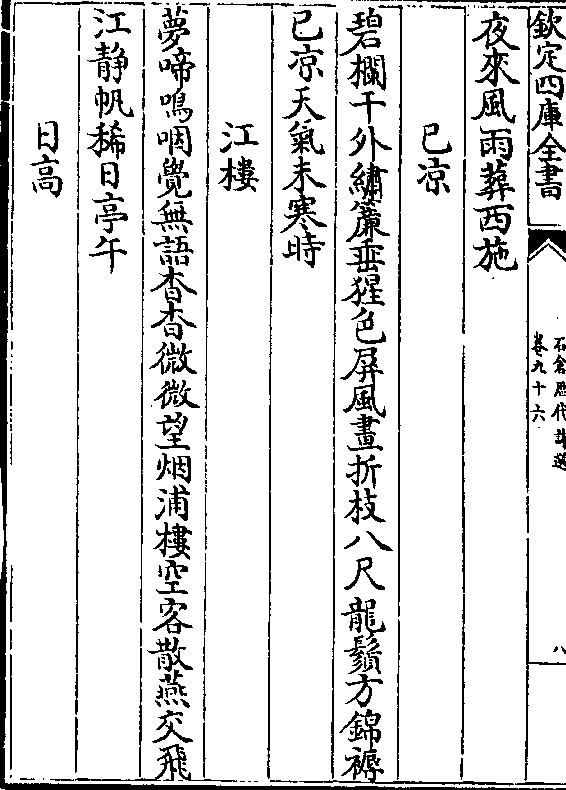 欽定四庫全書
石倉歷代詩選
卷九十六
八
夜來風雨葬西施
已涼
碧欄干外繡簾垂猩色屏風畫折枝八尺龍鬚方錦褥
已涼天氣未寒時
江樓
夢啼嗚咽覺無語杳杳微微望烟浦樓空客散燕交飛
江靜帆稀日亭午
日高